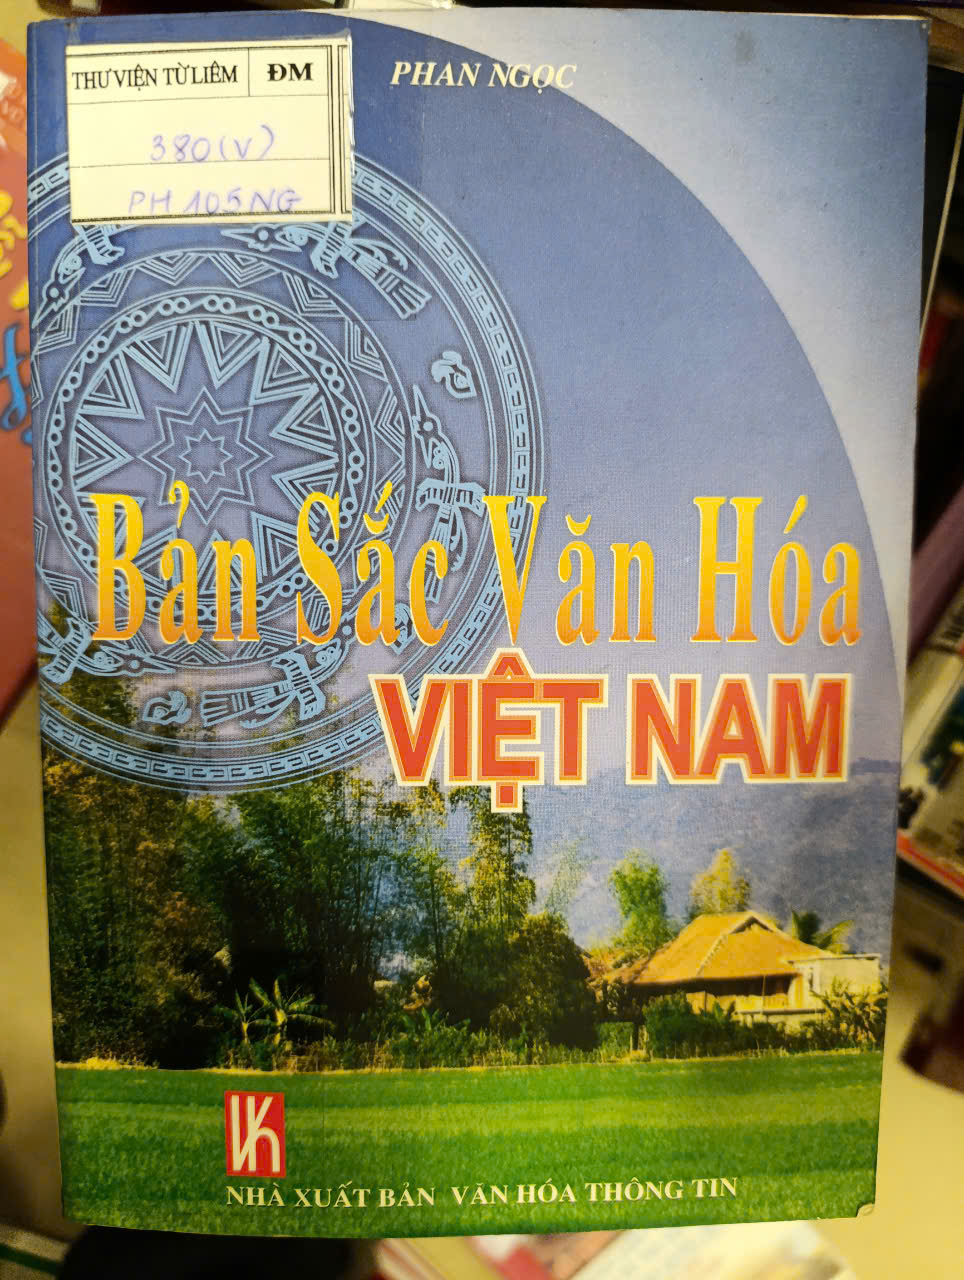 THƯ VIỆN TỪ LIÊM ĐM
380(V)
PH 105NG
PHAN NGỌC
Bản Sắc Văn Hóa
VIỆT NAM
NHÀ XUẤT BẢN VĂN HÓA THÔNG TIN